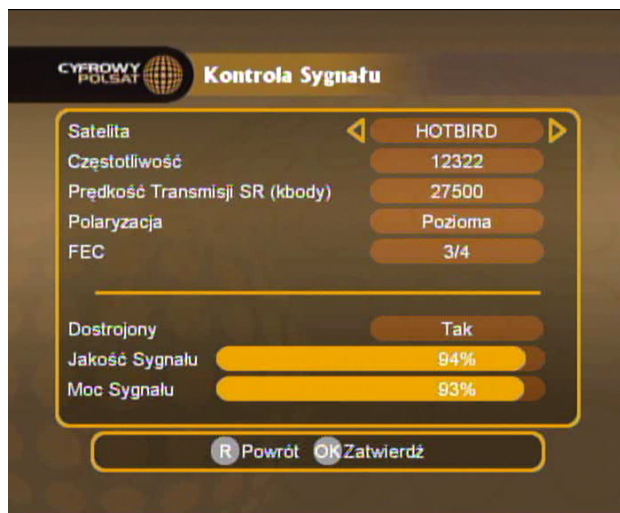 CYFROWY
POLSAT
Kontrola Sygnału
Satelita HOTBIRD
Częstotliwość 12322
Prędkość Transmisji SR (kbody) 27500
Polaryzacja Pozioma
FEC 3/4
Dostrojony Tak
Jakość Sygnału 94%
Moc Sygnału 93%
R Powrót OK Zatwierdź